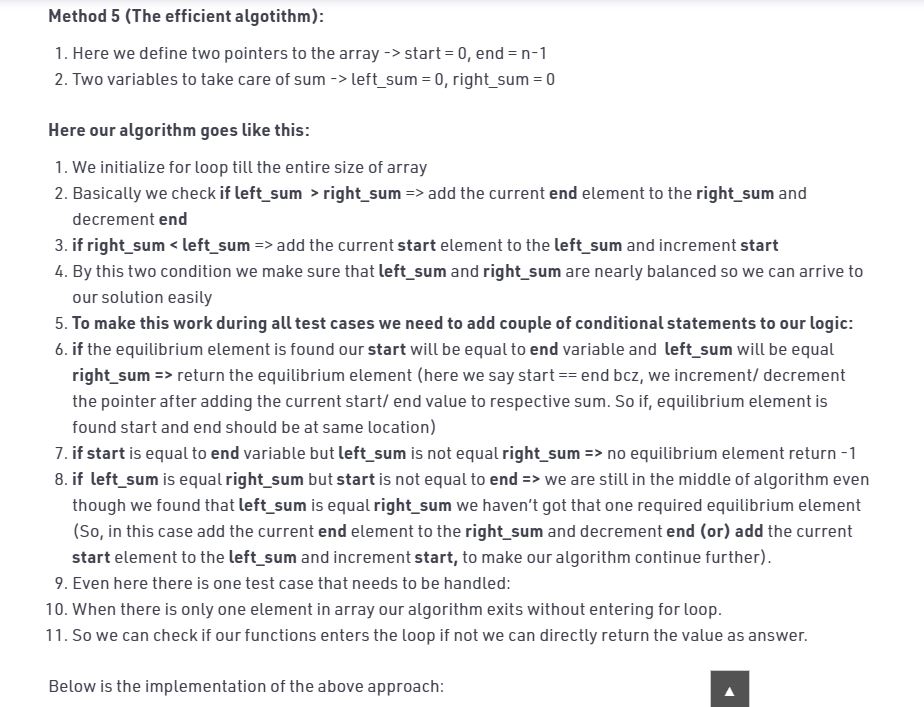 Method 5 (The efficient algotithm):
1. Here we define two pointers to the array -> start = 0, end = n-1
2. Two variables to take care of sum -> left_sum = 0, right_sum = 0
Here our algorithm goes like this:
1. We initialize for loop till the entire size of array
2. Basically we check if left_sum > right_sum => add the current end element to the right_sum and
decrement end
3. if right_sum < left_sum => add the current start element to the left_sum and increment start
4. By this two condition we make sure that left_sum and right_sum are nearly balanced so we can arrive to
our solution easily
5. To make this work during all test cases we need to add couple of conditional statements to our logic:
6. if the equilibrium element is found our start will be equal to end variable and left_sum will be equal
right_sum => return the equilibrium element (here we say start == end bcz, we increment/ decrement
the pointer after adding the current start/ end value to respective sum. So if, equilibrium element is
found start and end should be at same location)
7. if start is equal to end variable but left_sum is not equal right_sum => no equilibrium element return -1
8. if left_sum is equal right_sum but start is not equal to end => we are still in the middle of algorithm even
though we found that left_sum is equal right_sum we haven't got that one required equilibrium element
(So, in this case add the current end element to the right_sum and decrement end (or) add the current
start element to the left_sum and increment start, to make our algorithm continue further).
9. Even here there is one test case that needs to be handled:
10. When there is only one element in array our algorithm exits without entering for loop.
11. So we can check if our functions enters the loop if not we can directly return the value as answer.
Below is the implementation of the above approach: